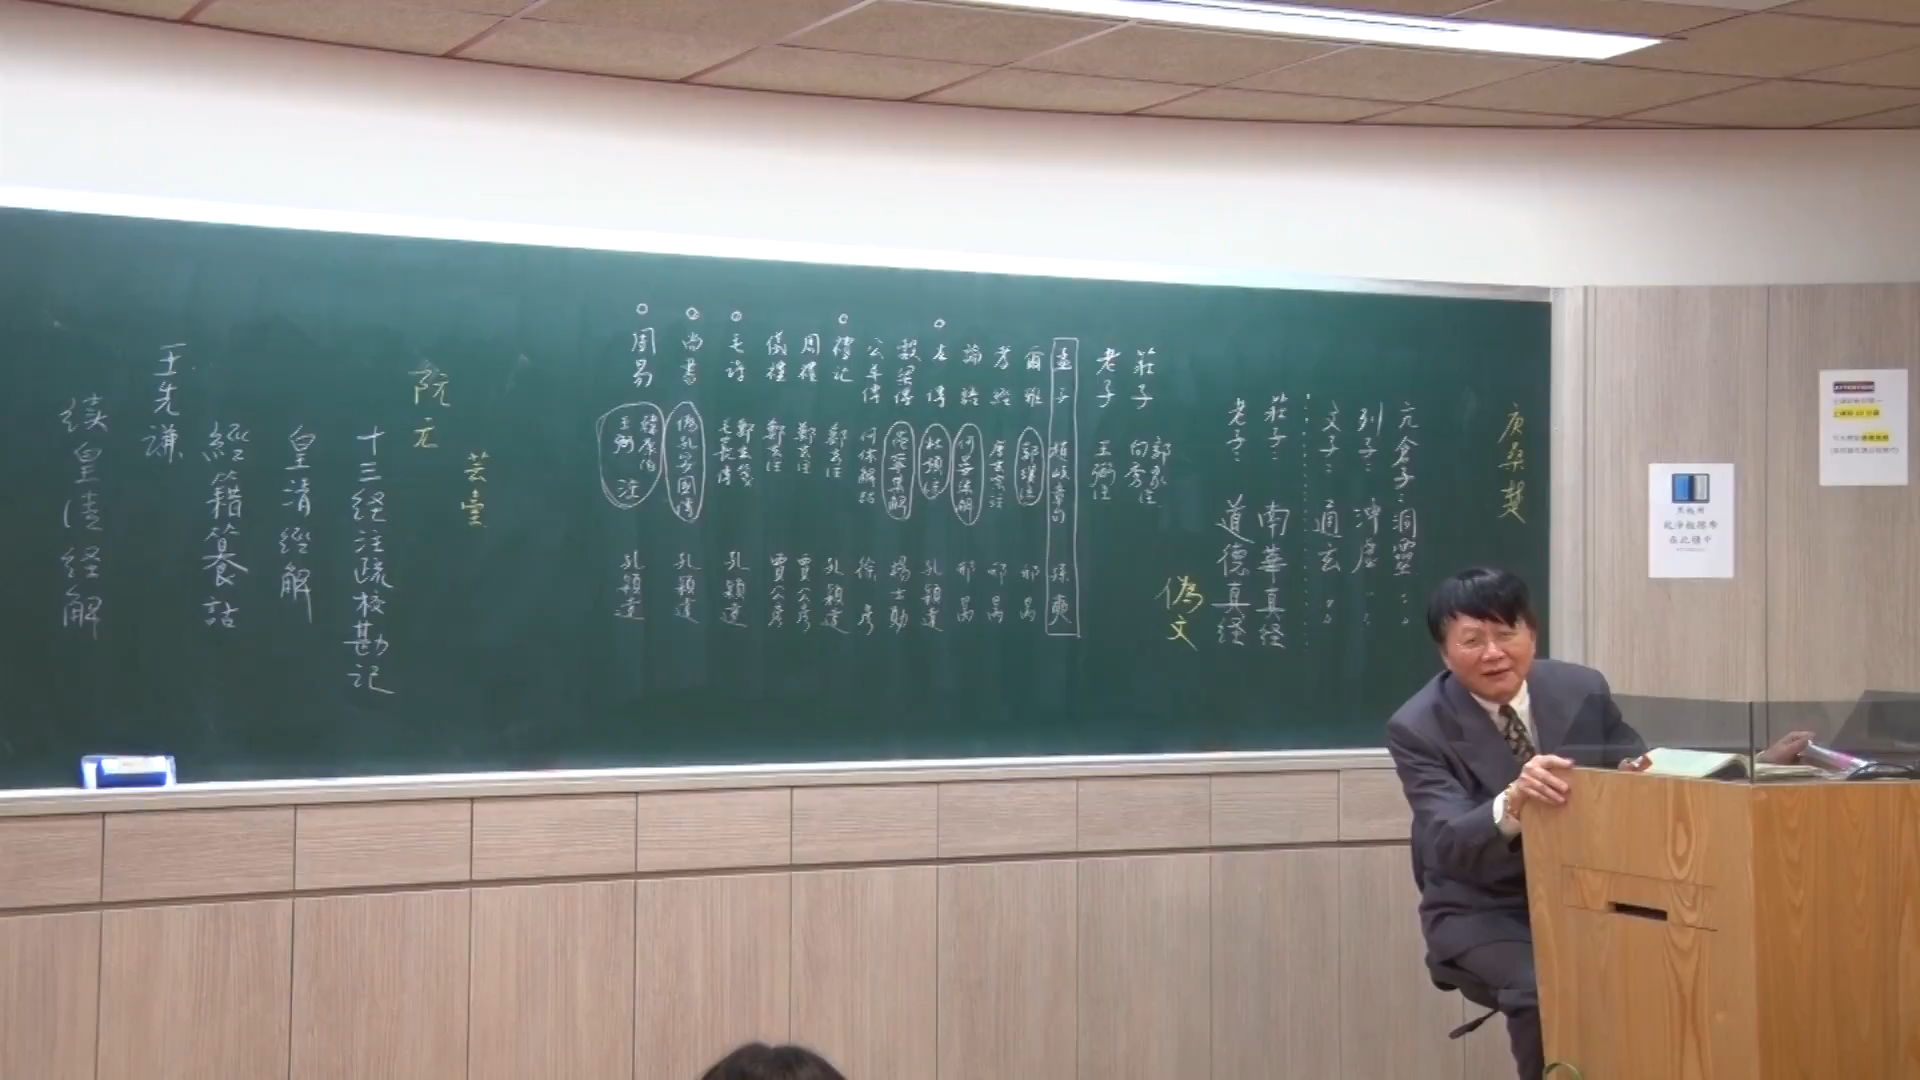 庚桑楚
亢倉子：洞靈〃〃
列子：沖虛〃〃
文子：通玄〃〃
莊子：南華真経
老子：道德真経
偽文
莊子 郭象 向秀注
老子 王弼注
孟子 趙岐章句 孫奭
爾雅 郭璞注 邢昺
孝經 唐玄宗注 邢昺
論語 何晏集解 邢昺
左傳 杜預注 孔穎達
穀梁傳 范寧集解 楊士勛
公羊傳 何休解詁 徐彥
禮記 鄭玄注 孔穎達
周禮 鄭玄注 賈公彥
儀禮 鄭玄注 賈公彥
毛詩 鄭玄箋 毛萇傳 孔穎達
尚書 偽孔安國傳 孔穎達
周易 韓康伯 王弼 注 孔穎達
芸臺
阮元
十三経注疏校勘記
皇清經解
經籍籑詁
王先謙
续皇清経解
ATTENTION